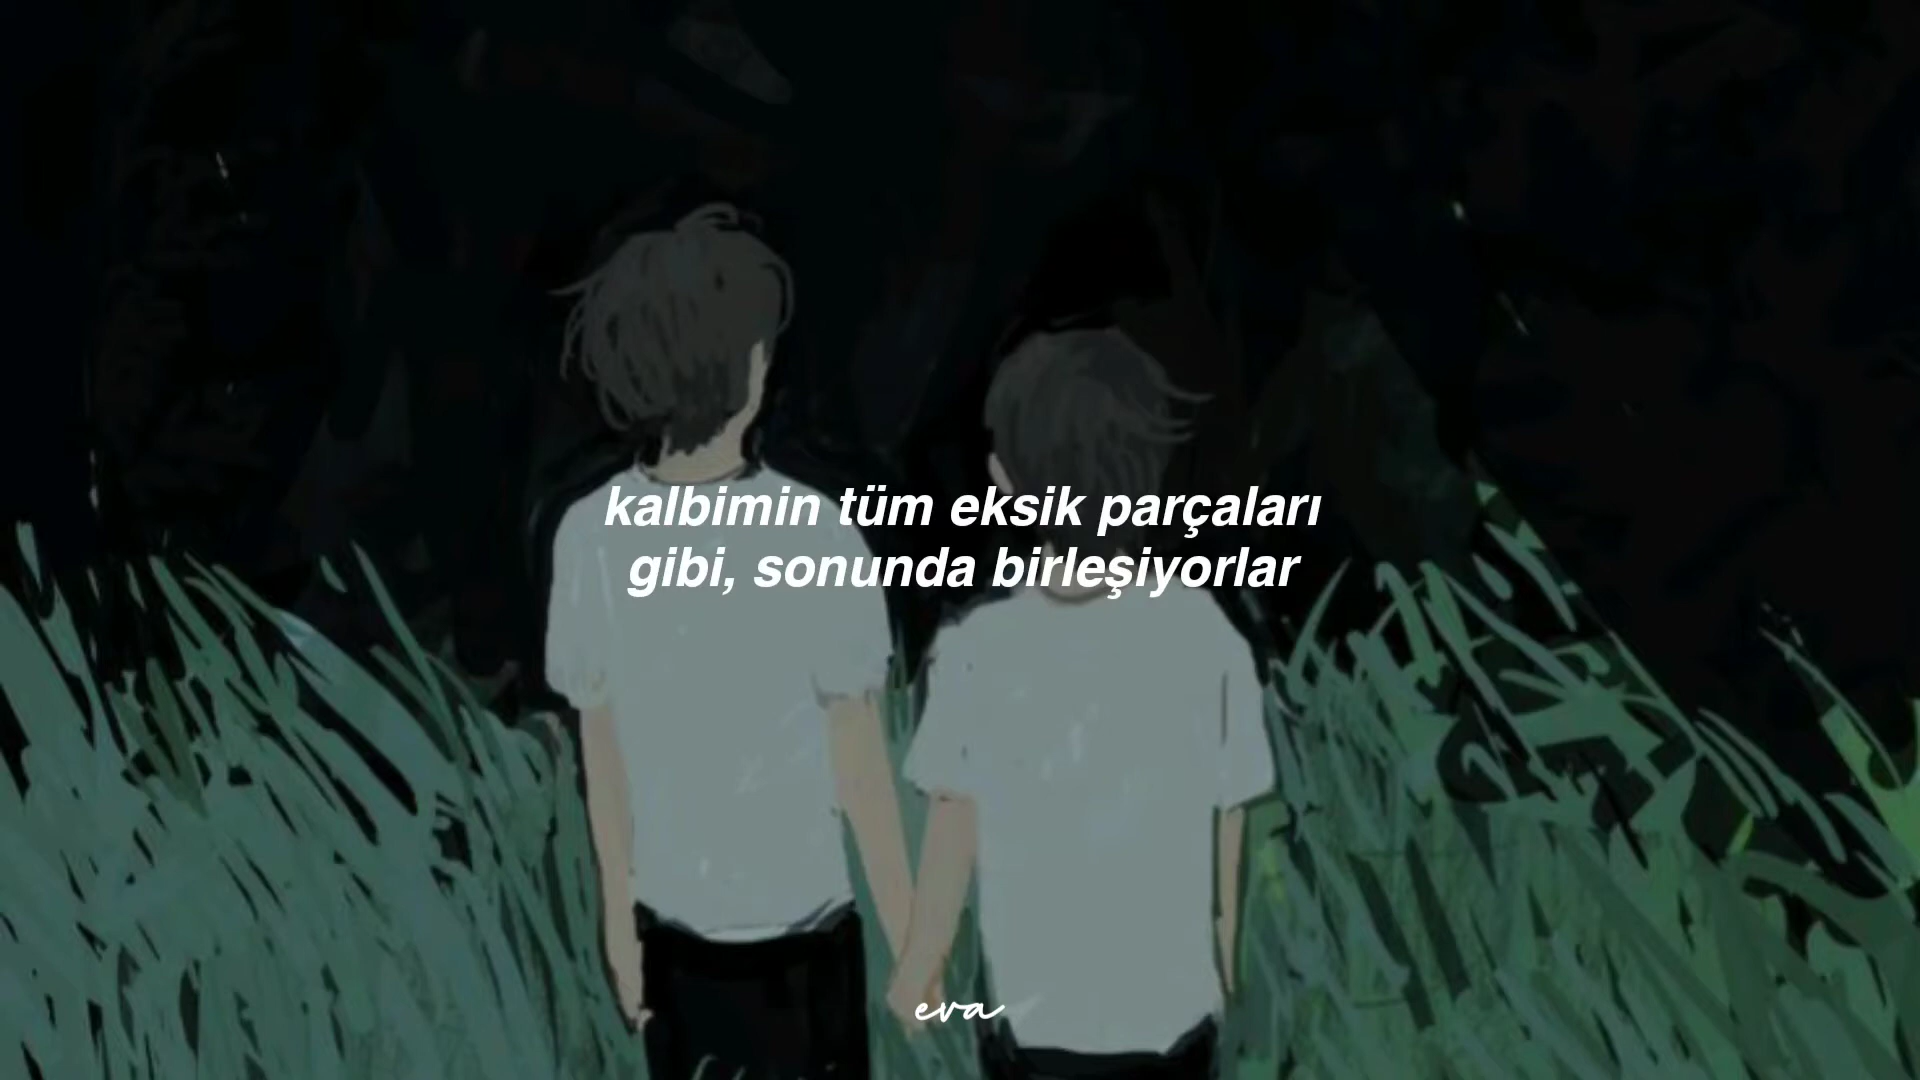 kalbimin tüm eksik parçaları
gibi, sonunda birleşiyorlar
eva